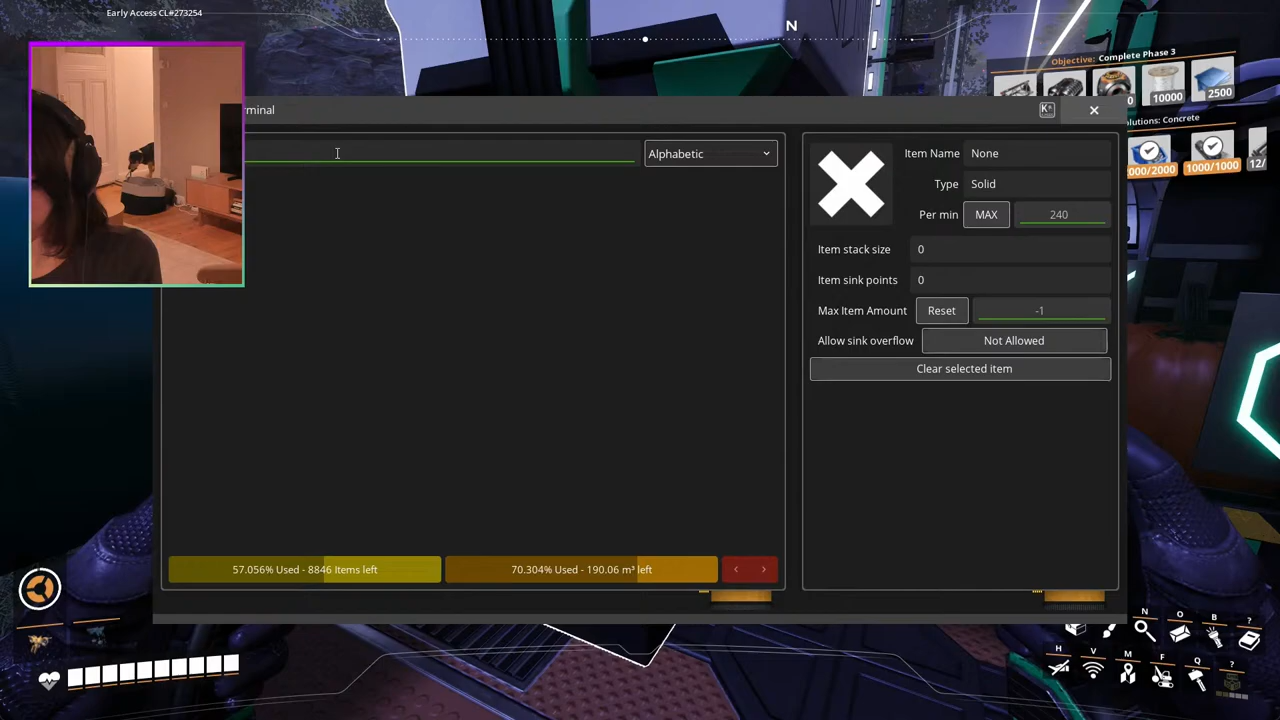 Early Access CL#273254
N
Objective: Complete Phase 3
10000
2500
olutions: Concrete
000/2000
1000/1000
12/
rminal
K
Alphabetic
Item Name None
Type Solid
Per min MAX 240
Item stack size 0
Item sink points 0
Max Item Amount Reset -1
Allow sink overflow Not Allowed
Clear selected item
57.056% Used - 8846 Items left
70.304% Used - 190.06 m³ left
N O B ?
H V M F Q ?